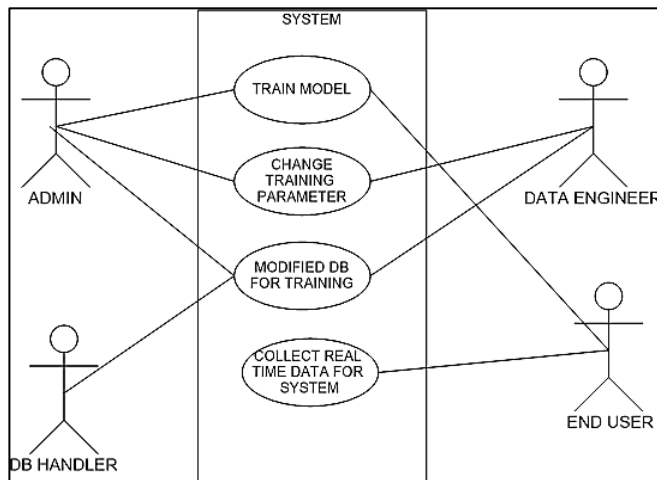 SYSTEM
TRAIN MODEL
CHANGE
TRAINING
PARAMETER
ADMIN
DATA ENGINEER
MODIFIED DB
FOR TRAINING
COLLECT REAL
TIME DATA FOR
SYSTEM
END USER
DB HANDLER